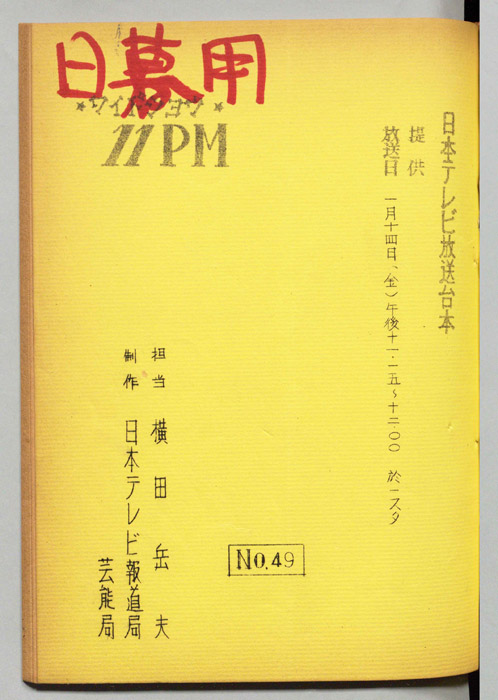 日募用
日本テレビ放送台本
提供
放送日 一月十四日、(金)午後十一・一五〜十二・〇〇 於一スタ
★ワイドショウ★
11PM
No.49
担当 横田岳夫
制作 日本テレビ報道局
芸能局